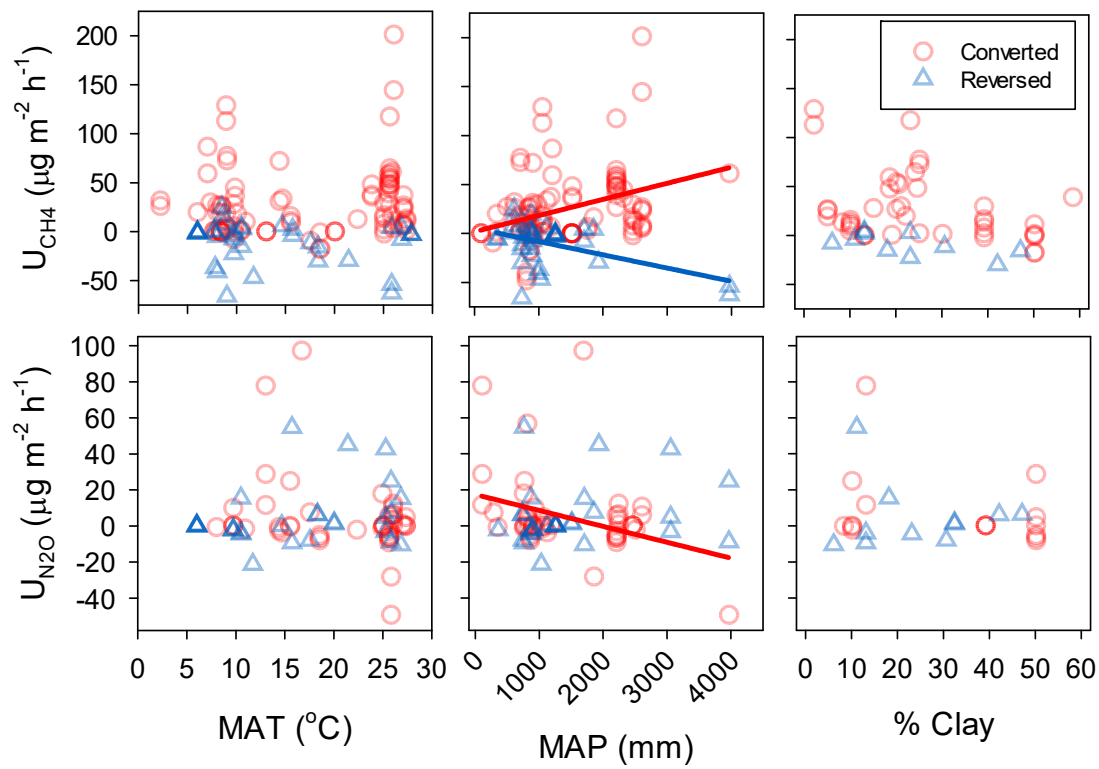 200
150
100
50
0
-50
U_CH4 (µg m⁻² h⁻¹)
Converted
Reversed
100
80
60
40
20
0
-20
-40
U_N2O (µg m⁻² h⁻¹)
0 5 10 15 20 25 30
0 1000 2000 3000 4000
0 10 20 30 40 50 60
MAT (°C)
MAP (mm)
% Clay